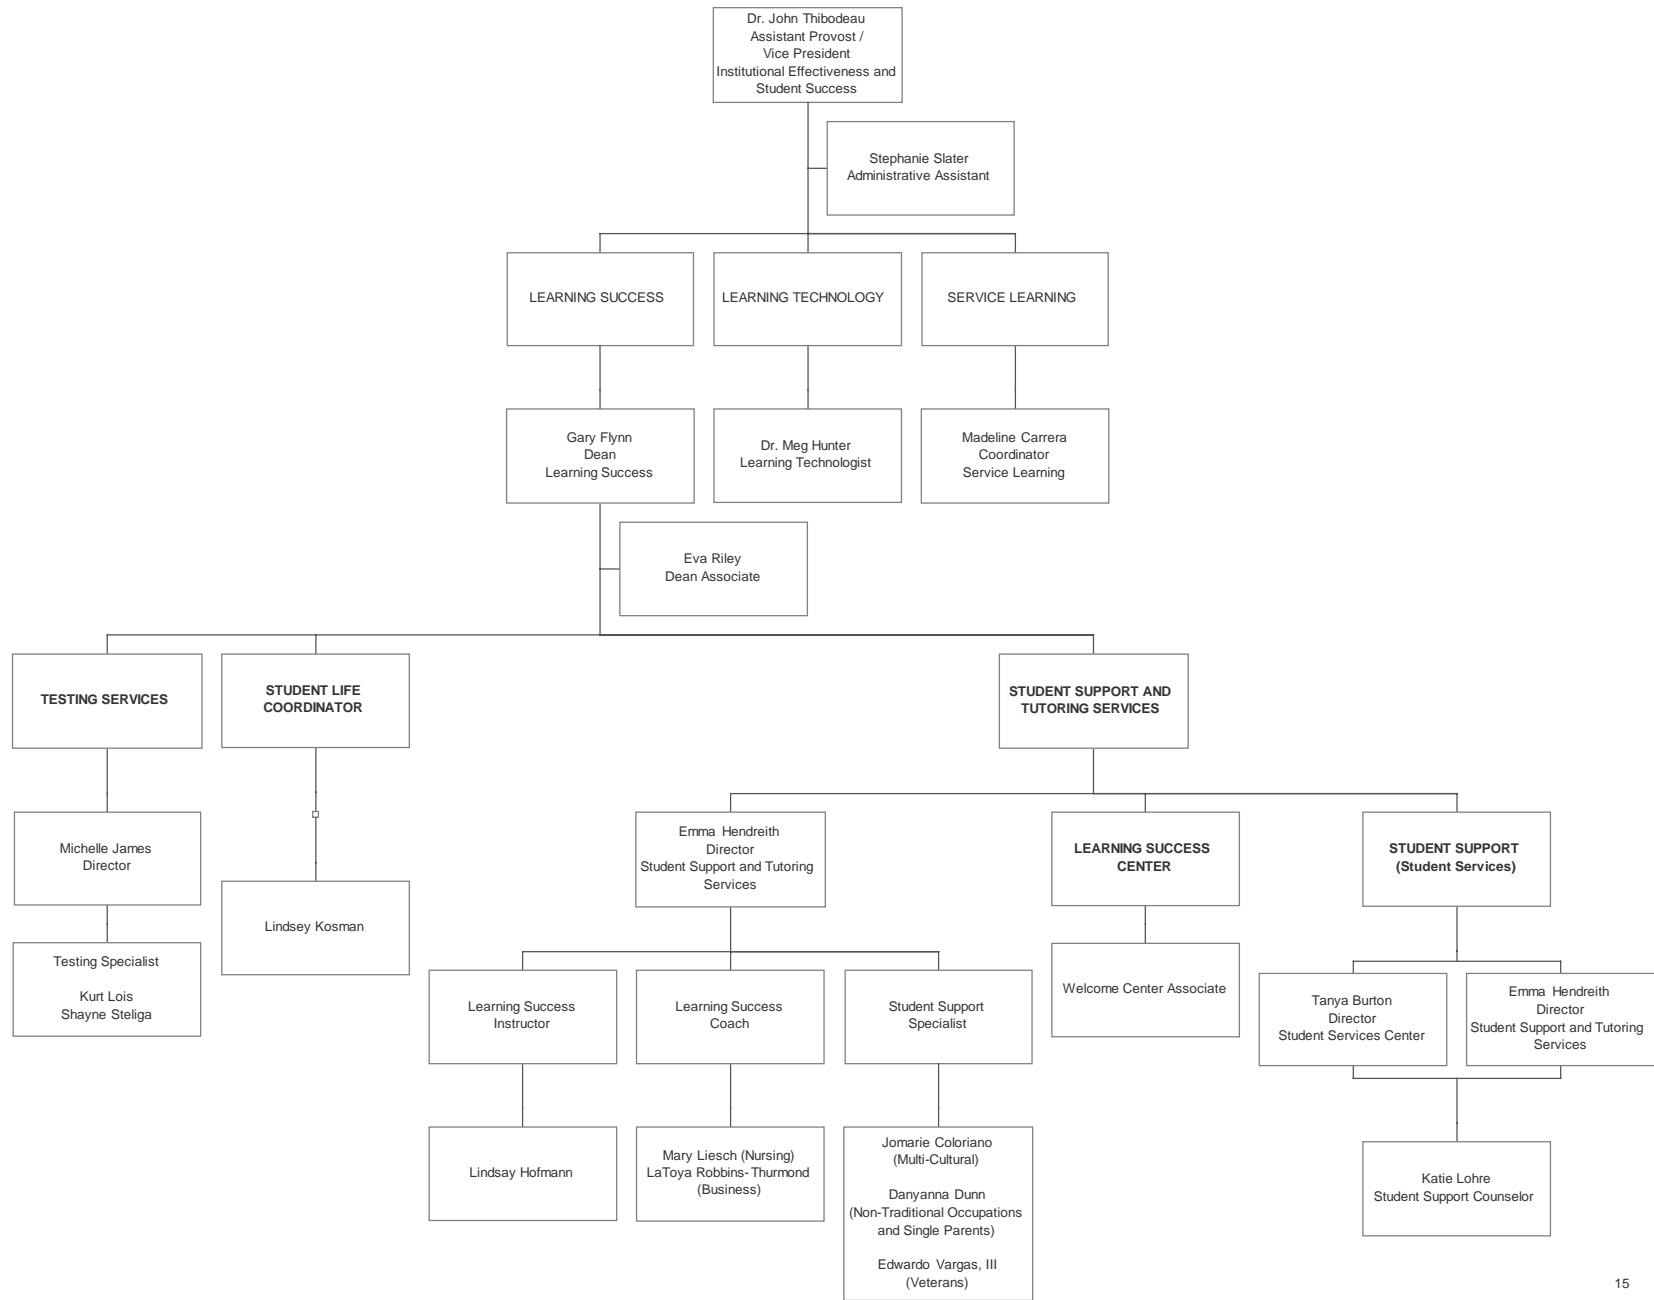 Dr. John Thibodeau
Assistant Provost /
Vice President
Institutional Effectiveness and
Student Success
Stephanie Slater
Administrative Assistant
LEARNING SUCCESS
LEARNING TECHNOLOGY
SERVICE LEARNING
Gary Flynn
Dean
Learning Success
Dr. Meg Hunter
Learning Technologist
Madeline Carrera
Coordinator
Service Learning
Eva Riley
Dean Associate
TESTING SERVICES
STUDENT LIFE
COORDINATOR
STUDENT SUPPORT AND
TUTORING SERVICES
Michelle James
Director
Lindsey Kosman
Testing Specialist
Kurt Lois
Shayne Steliga
Emma Hendreith
Director
Student Support and Tutoring
Services
LEARNING SUCCESS
CENTER
STUDENT SUPPORT
(Student Services)
Learning Success
Instructor
Learning Success
Coach
Student Support
Specialist
Welcome Center Associate
Tanya Burton
Director
Student Services Center
Emma Hendreith
Director
Student Support and Tutoring
Services
Lindsay Hofmann
Mary Liesch (Nursing)
LaToya Robbins-Thurmond
(Business)
Jomarie Coloriano
(Multi-Cultural)
Danyanna Dunn
(Non-Traditional Occupations
and Single Parents)
Edwardo Vargas, III
(Veterans)
Katie Lohre
Student Support Counselor
15